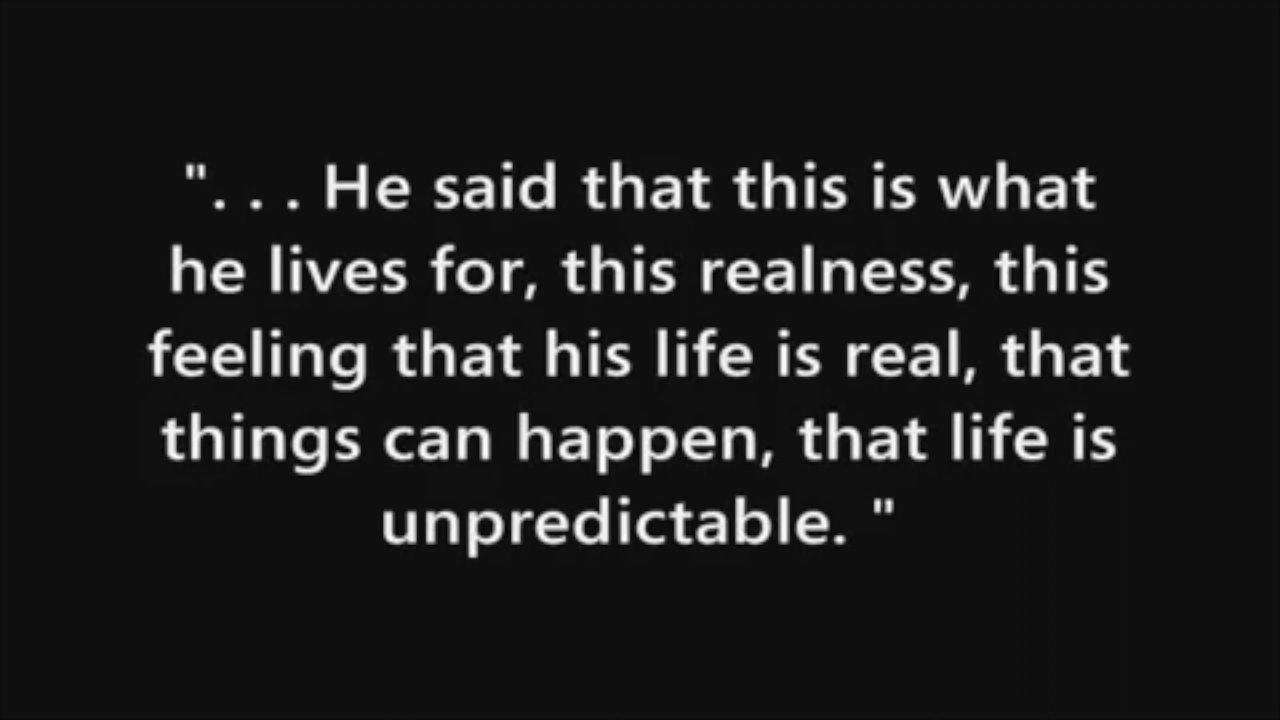 ". . . He said that this is what
he lives for, this realness, this
feeling that his life is real, that
things can happen, that life is
unpredictable. "